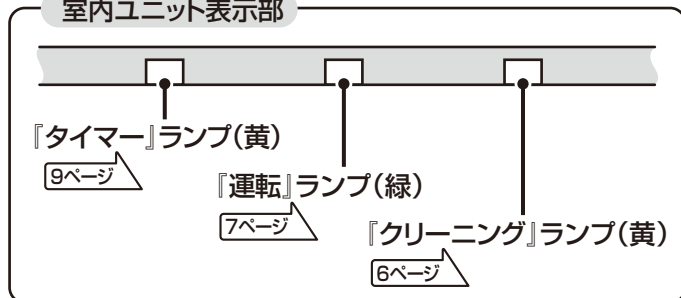 室内ユニット表示部
『タイマー』ランプ(黄)
9ページ
『運転』ランプ(緑)
7ページ
『クリーニング』ランプ(黄)
6ページ